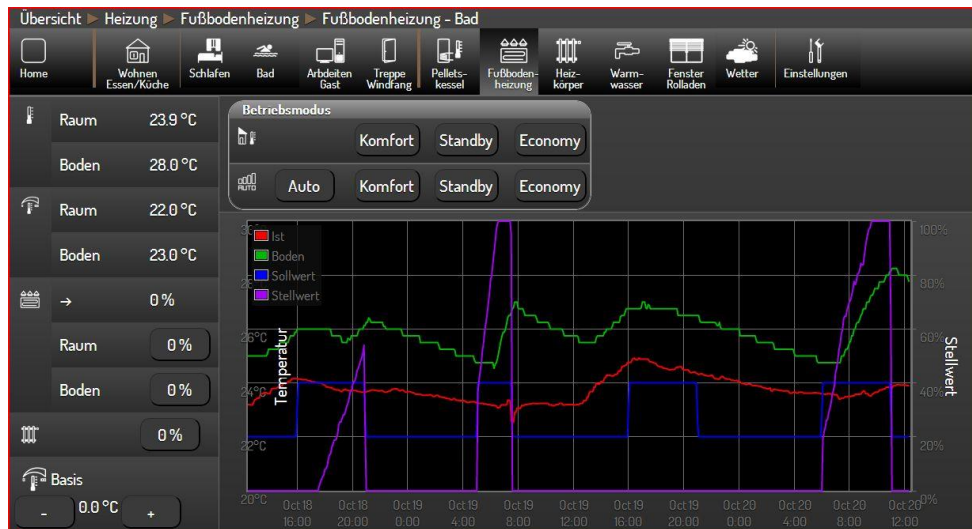 Übersicht ▶ Heizung ▶ Fußbodenheizung ▶ Fußbodenheizung - Bad
Home
Wohnen
Essen/Küche
Schlafen
Bad
Arbdeiten
Gast
Treppe
Windfang
Pellets-
kessel
Fußboden-
heizung
Heiz-
körper
Warm-
wasser
Fenster
Rolladen
Wetter
Einstellungen
Raum 23.9 °C
Boden 28.0 °C
Raum 22.0 °C
Boden 23.0 °C
→ 0 %
Raum 0 %
Boden 0 %
0 %
Basis
- 0.0 °C +
Betriebsmodus
Komfort Standby Economy
AUTO Auto Komfort Standby Economy
Ist
Boden
Sollwert
Stellwert
Temperatur
26°C
24°C
22°C
20°C
100%
80%
60%
40%
20%
0%
Stellwert
Oct 18 16:00
Oct 18 20:00
Oct 19 0:00
Oct 19 4:00
Oct 19 8:00
Oct 19 12:00
Oct 19 16:00
Oct 19 20:00
Oct 20 0:00
Oct 20 4:00
Oct 20 8:00
Oct 20 12:00